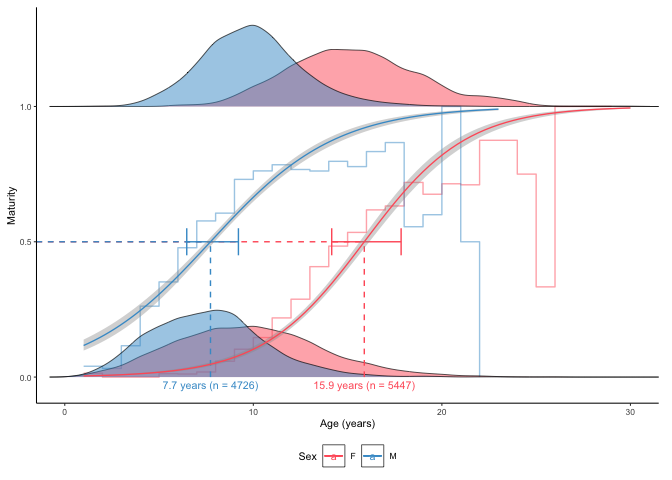 Maturity
1.0
0.5
0.0
7.7 years (n = 4726)
15.9 years (n = 5447)
0
10
20
30
Age (years)
Sex a F a M